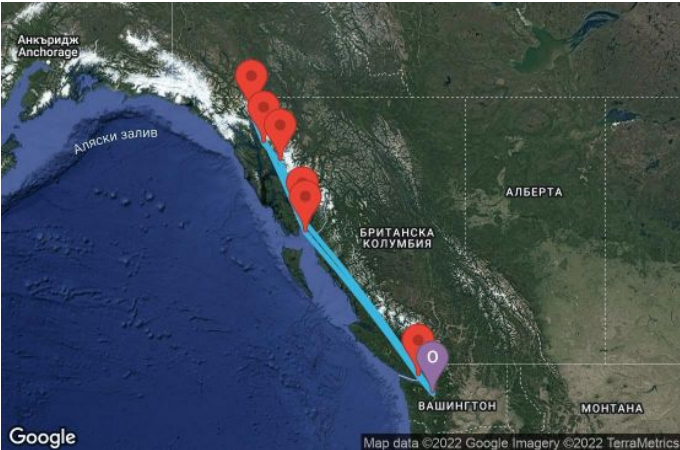 Анкъридж
Anchorage
Аляски залив
АЛБЕРТА
БРИТАНСКА
КОЛУМБИЯ
O
ВАШИНГТОН
МОНТАНА
Google
Map data ©2022 Google Imagery ©2022 TerraMetrics